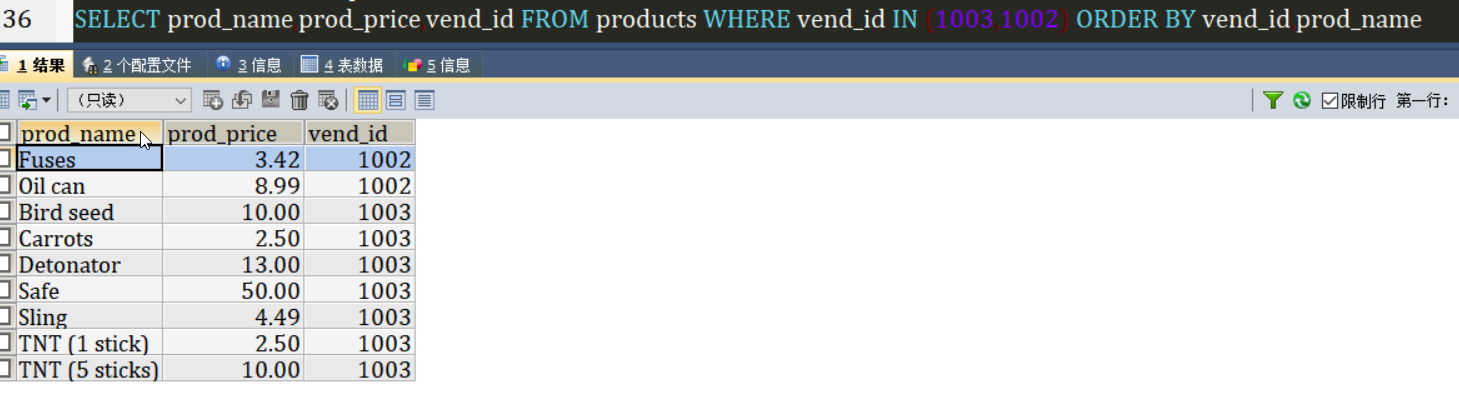 36 SELECT prod_name prod_price vend_id FROM products WHERE vend_id IN (1003,1002) ORDER BY vend_id prod_name
1 结果 2 个配置文件 3 信息 4 表数据 5 信息
（只读） 限制行 第一行:
prod_name prod_price vend_id
Fuses 3.42 1002
Oil can 8.99 1002
Bird seed 10.00 1003
Carrots 2.50 1003
Detonator 13.00 1003
Safe 50.00 1003
Sling 4.49 1003
TNT (1 stick) 2.50 1003
TNT (5 sticks) 10.00 1003